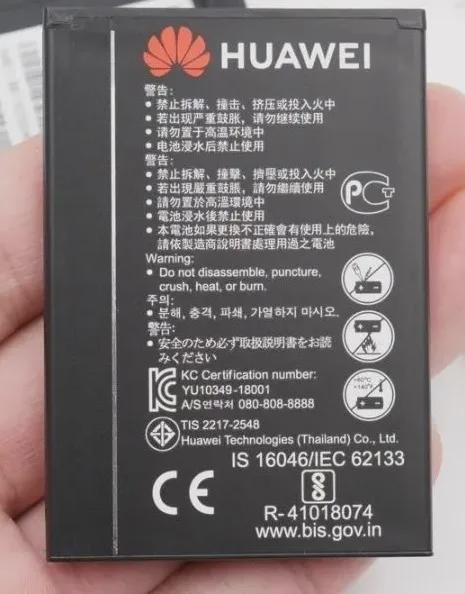 HUAWEI
警告:
• 禁止拆解、撞击、挤压或投入火中
• 若出现严重鼓胀,请勿继续使用
• 请勿置于高温环境中
• 电池浸水后禁止使用
警告:
• 禁止拆解、撞擊、擠壓或投入火中
• 若出現嚴重鼓脹,請勿繼續使用
• 請勿置於高溫環境中
• 電池浸水後禁止使用
• 本電池如果更換不正確會有使用上的危險,
請依製造商說明書處理用過之電池
Warning:
• Do not disassemble, puncture,
crush, heat, or burn.
주의:
• 분해, 충격, 파쇄, 가열하지 마시오.
警告:
• 安全のため必ず取扱説明書をお読
みください
KC Certification number:
YU10349-18001
A/S연락처 080-808-8888
TIS 2217-2548
Huawei Technologies (Thailand) Co., Ltd.
IS 16046/IEC 62133
CE
R- 41018074
www.bis.gov.in